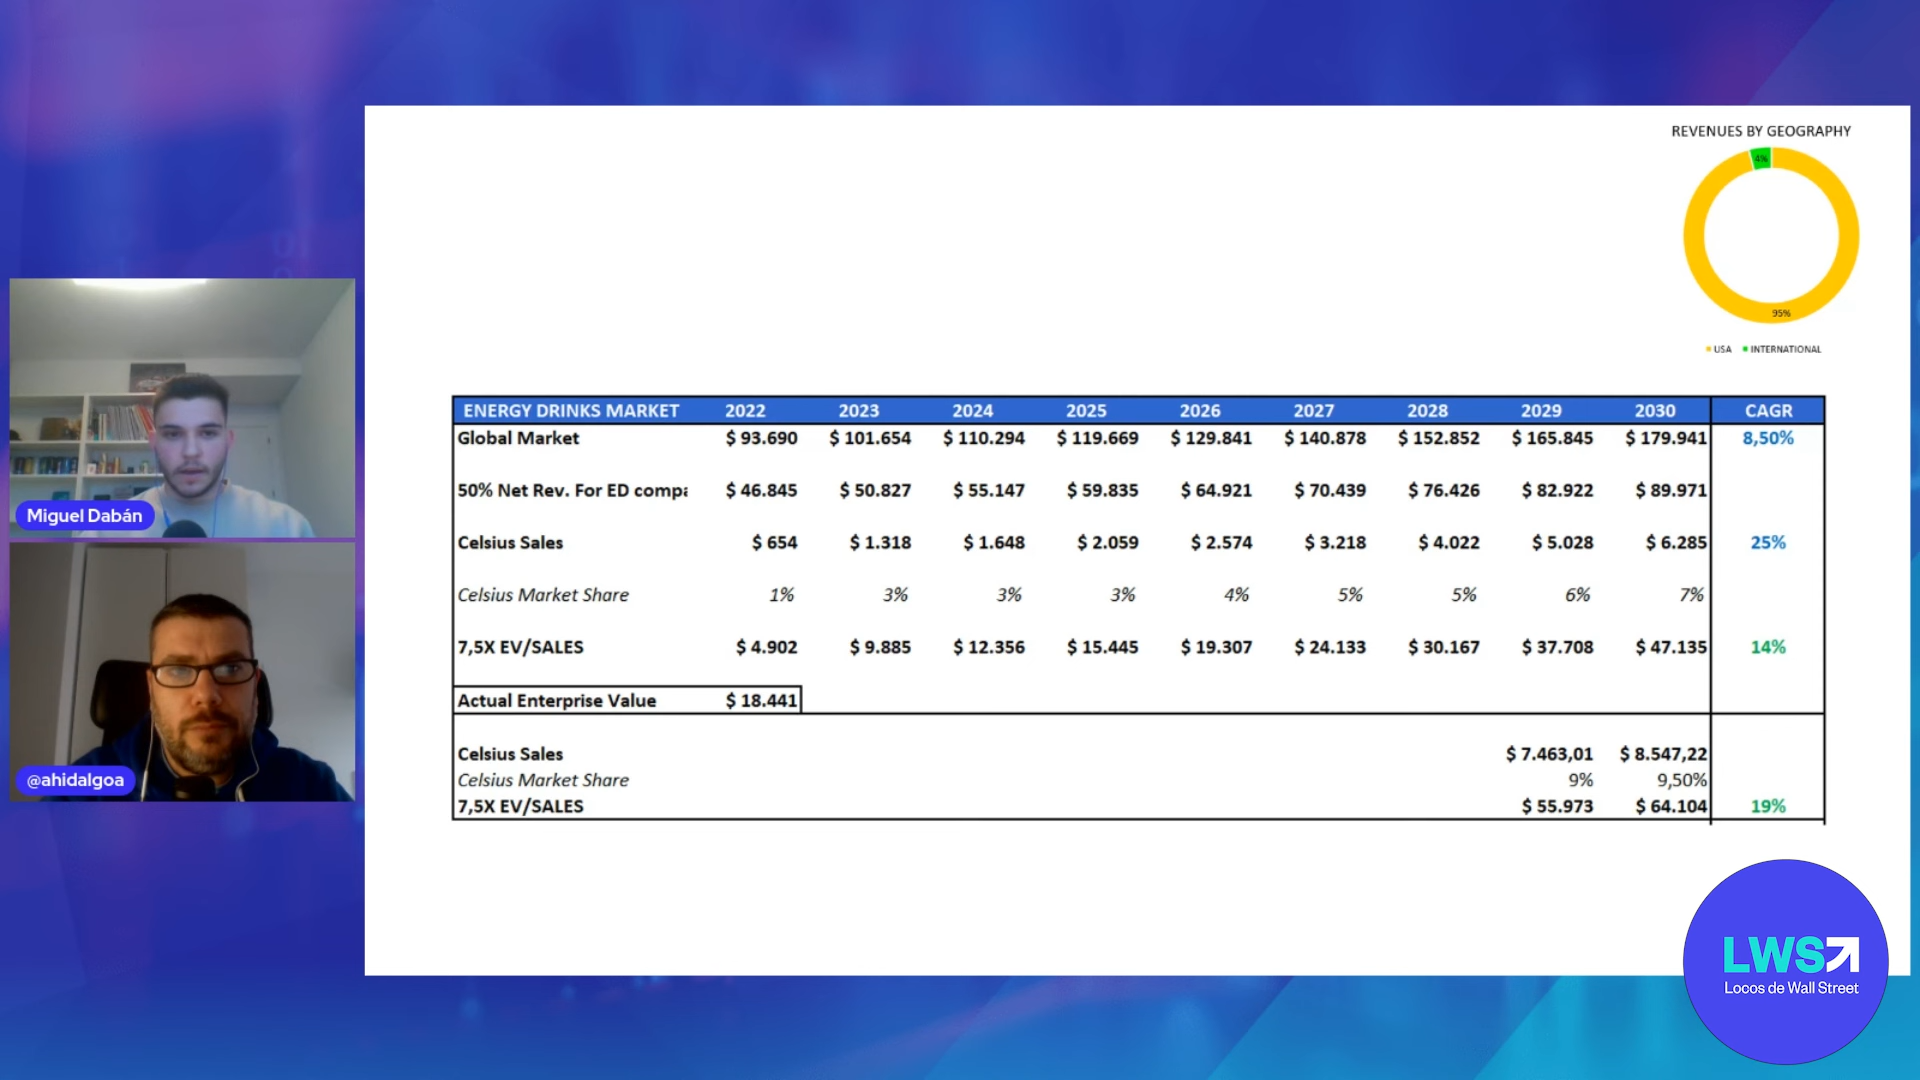 REVENUES BY GEOGRAPHY
4%
95%
USA INTERNATIONAL
ENERGY DRINKS MARKET 2022 2023 2024 2025 2026 2027 2028 2029 2030 CAGR
Global Market $ 93.690 $ 101.654 $ 110.294 $ 119.669 $ 129.841 $ 140.878 $ 152.852 $ 165.845 $ 179.941 8,50%
50% Net Rev. For ED compa $ 46.845 $ 50.827 $ 55.147 $ 59.835 $ 64.921 $ 70.439 $ 76.426 $ 82.922 $ 89.971
Celsius Sales $ 654 $ 1.318 $ 1.648 $ 2.059 $ 2.574 $ 3.218 $ 4.022 $ 5.028 $ 6.285 25%
Celsius Market Share 1% 3% 3% 3% 4% 5% 5% 6% 7%
7,5X EV/SALES $ 4.902 $ 9.885 $ 12.356 $ 15.445 $ 19.307 $ 24.133 $ 30.167 $ 37.708 $ 47.135 14%
Actual Enterprise Value $ 18.441
Celsius Sales $ 7.463,01 $ 8.547,22
Celsius Market Share 9% 9,50%
7,5X EV/SALES $ 55.973 $ 64.104 19%
Miguel Dabán
@ahidalgoa
LWS
Locos de Wall Street